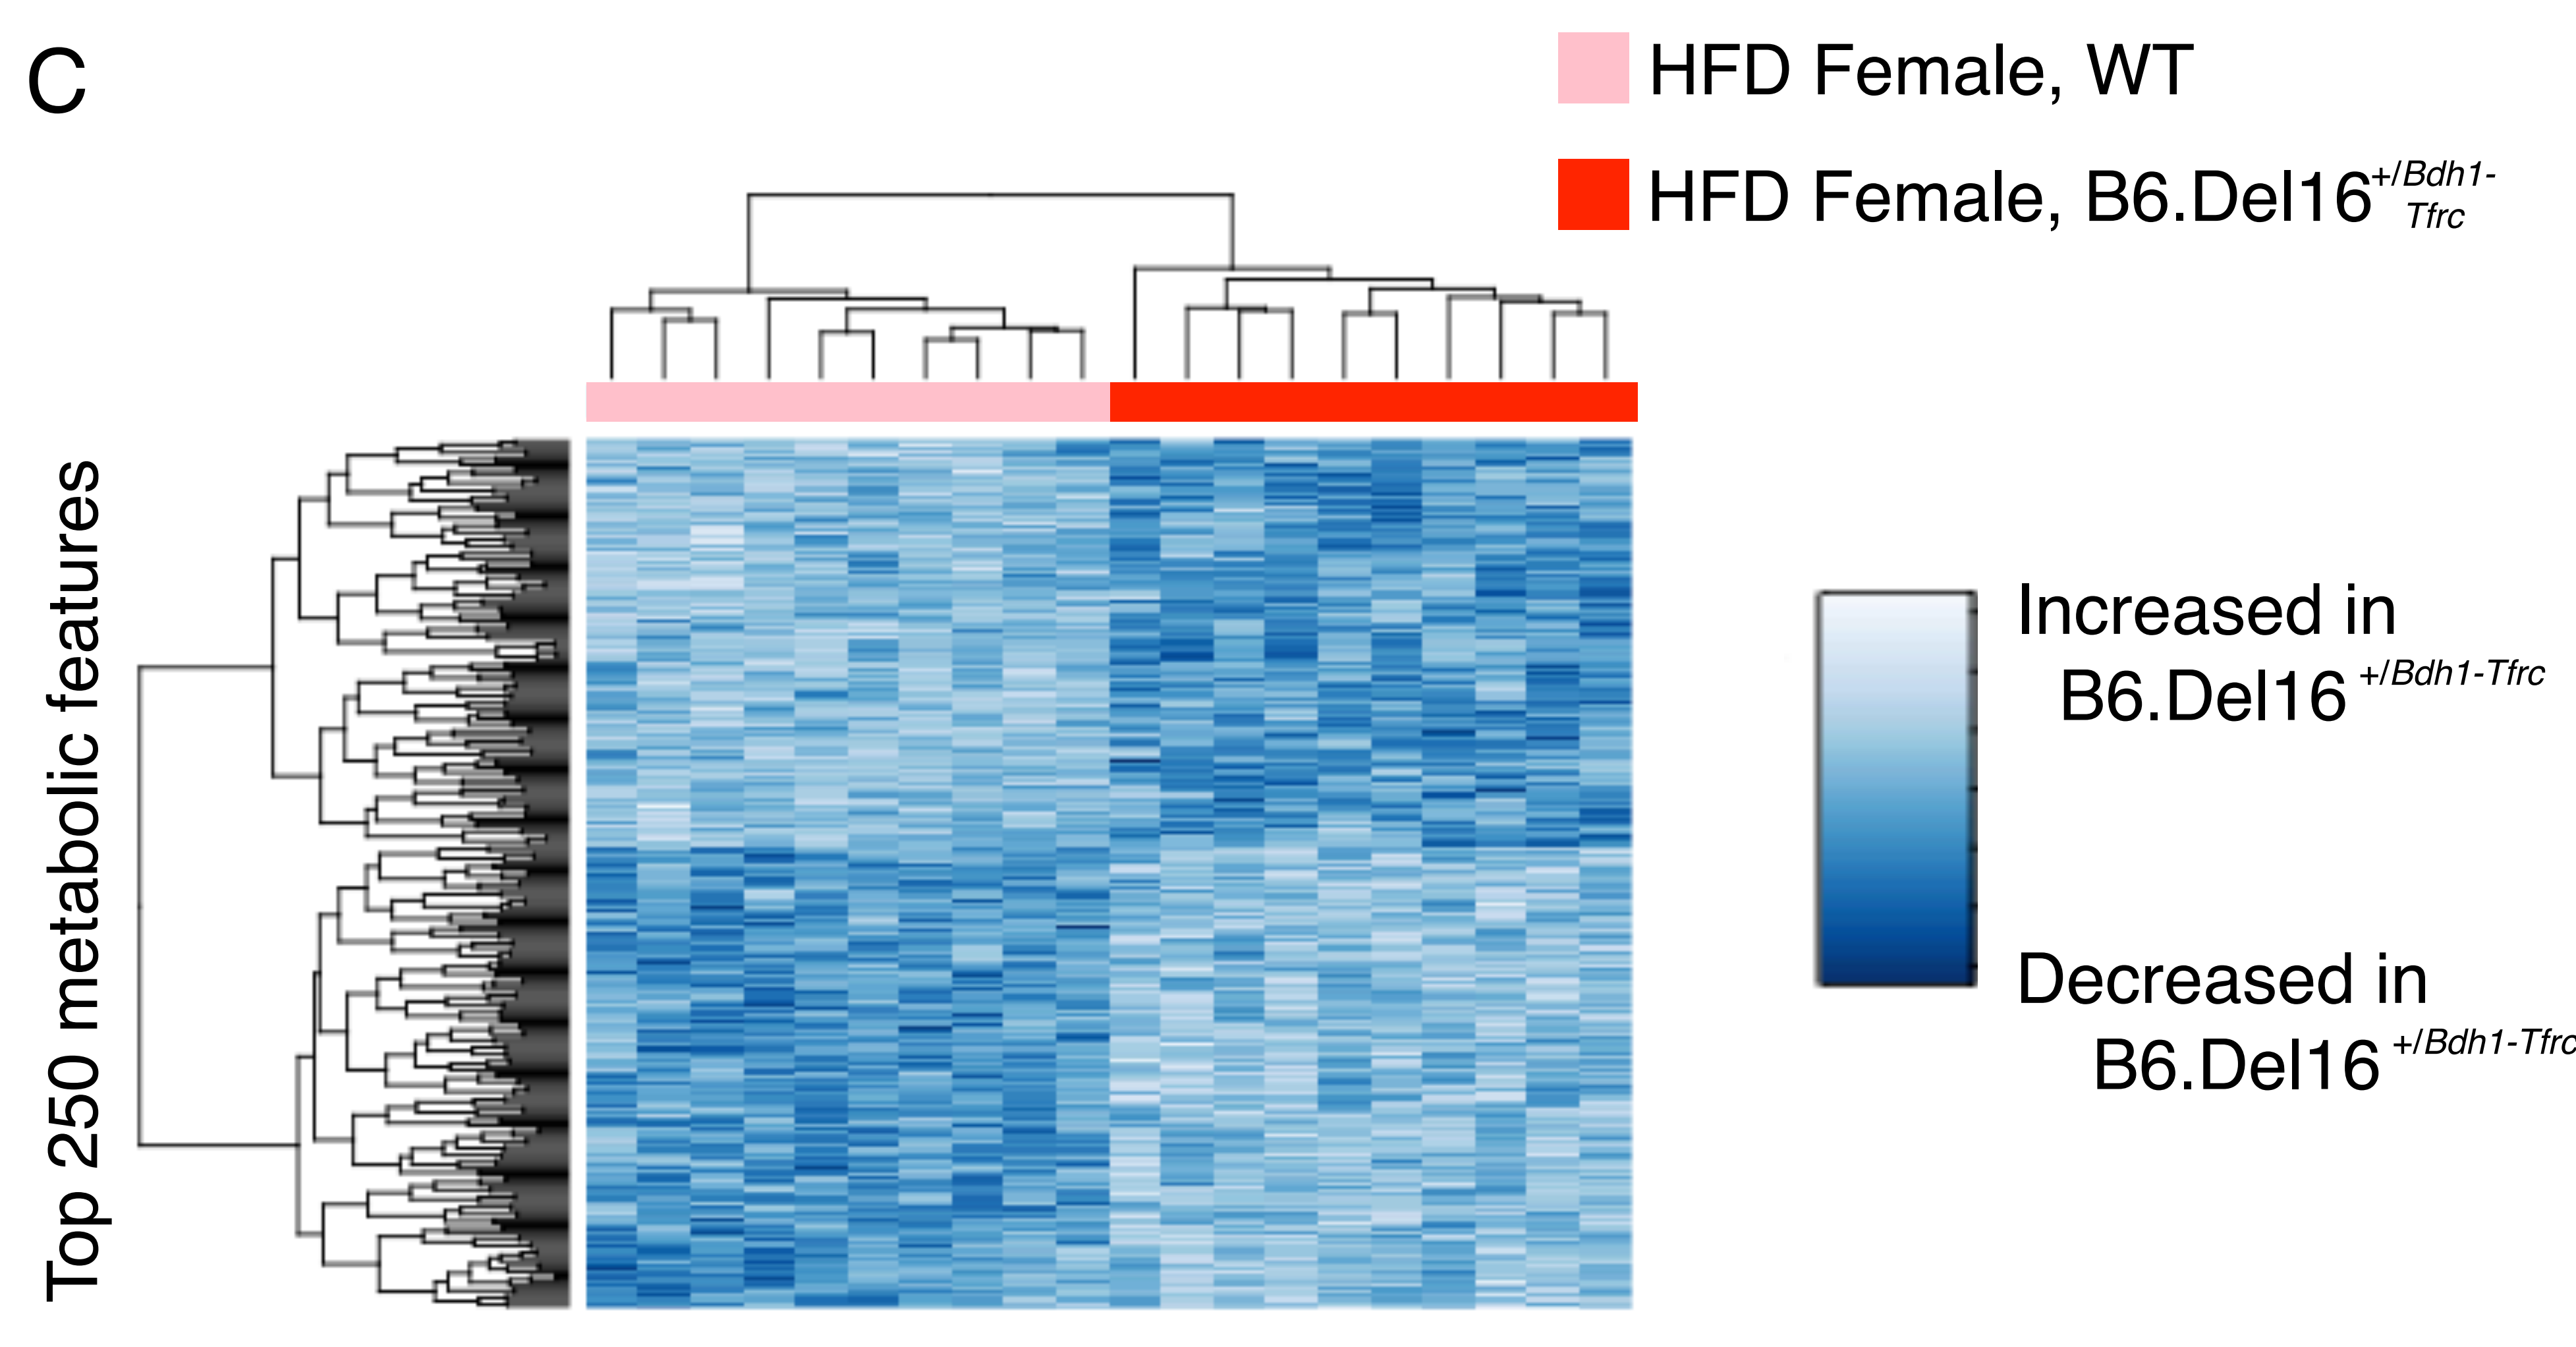 C
HFD Female, WT
HFD Female, B6.Del16+/Bdh1-
Tfrc
Top 250 metabolic features
Increased in
B6.Del16 +/Bdh1-Tfrc
Decreased in
B6.Del16 +/Bdh1-Tfrc